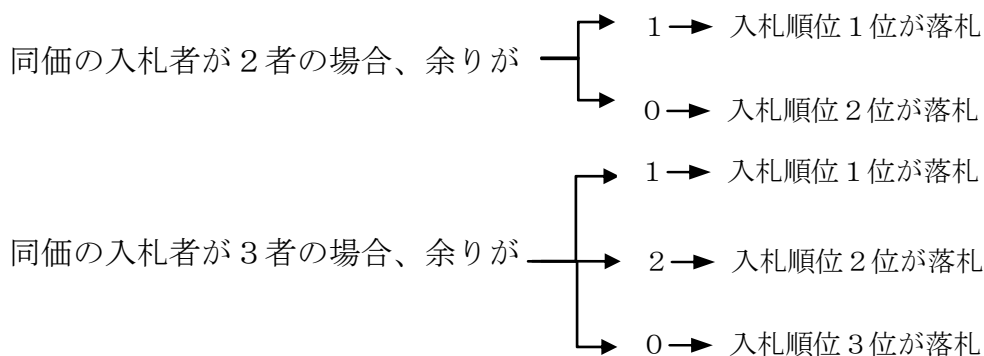 1 入札順位1位が落札
同価の入札者が2者の場合、余りが
0 入札順位2位が落札
1 入札順位1位が落札
同価の入札者が3者の場合、余りが 2 入札順位2位が落札
0 入札順位3位が落札